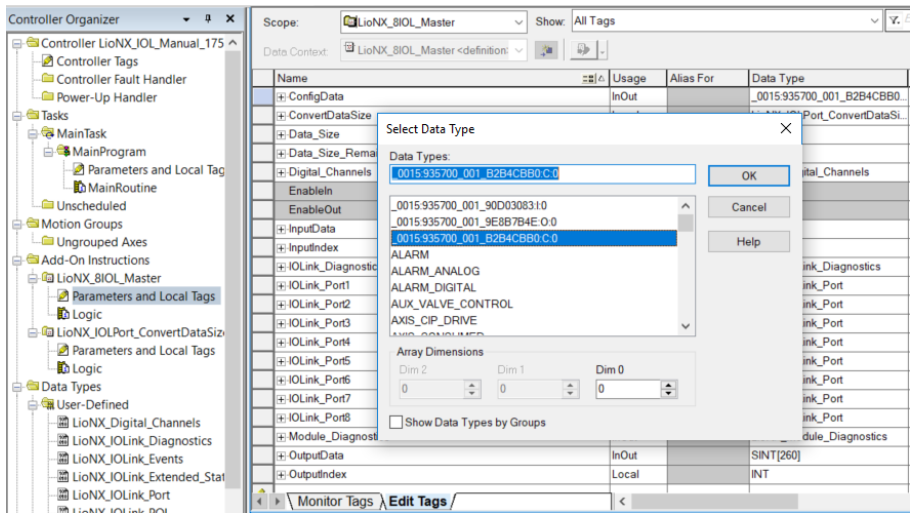 Controller Organizer
Controller LioNX_IOL_Manual_175
Controller Tags
Controller Fault Handler
Power-Up Handler
Tasks
MainTask
MainProgram
Parameters and Local Tag
MainRoutine
Unscheduled
Motion Groups
Ungrouped Axes
Add-On Instructions
LioNX_8IOL_Master
Parameters and Local Tags
Logic
LioNX_IOLPort_ConvertDataSiz
Parameters and Local Tags
Logic
Data Types
User-Defined
LioNX_Digital_Channels
LioNX_IOLink_Diagnostics
LioNX_IOLink_Events
LioNX_IOLink_Extended_Stat
LioNX_IOLink_Port
LioNX_IOLink_PQI
Scope: LioNX_8IOL_Master Show: All Tags
Data Context: LioNX_8IOL_Master <definition:
Name Usage Alias For Data Type
ConfigData InOut _0015:935700_001_B2B4CBB0...
ConvertDataSize Port_ConvertDataSi...
Data_Size
Data_Size_Rema
Digital_Channels ital_Channels
EnableIn
EnableOut
InputData
InputIndex
IOLink_Diagnostic ink_Diagnostics
IOLink_Port1 ink_Port
IOLink_Port2 ink_Port
IOLink_Port3 ink_Port
IOLink_Port4 ink_Port
IOLink_Port5 ink_Port
IOLink_Port6 ink_Port
IOLink_Port7 ink_Port
IOLink_Port8 ink_Port
Module_Diagnost dule_Diagnostics
OutputData InOut SINT[260]
OutputIndex Local INT
Monitor Tags Edit Tags
Select Data Type
Data Types:
_0015:935700_001_B2B4CBB0:C:0
_0015:935700_001_90D03083:I:0
_0015:935700_001_9E8B7B4E:O:0
_0015:935700_001_B2B4CBB0:C:0
ALARM
ALARM_ANALOG
ALARM_DIGITAL
AUX_VALVE_CONTROL
AXIS_CIP_DRIVE
AXIS_CONSUMED
OK
Cancel
Help
Array Dimensions
Dim 2 Dim 1 Dim 0
0 0 0
Show Data Types by Groups